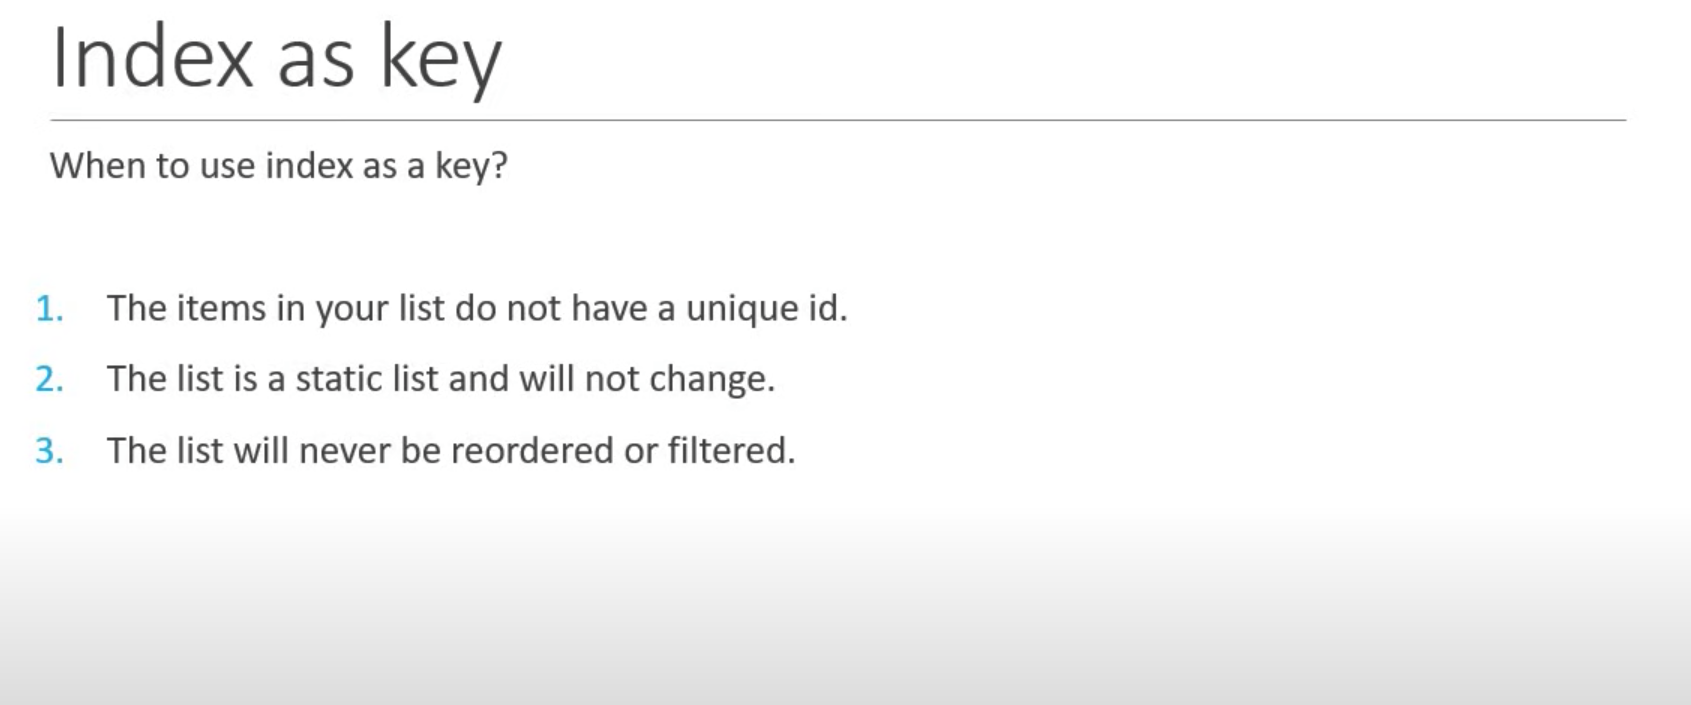 Index as key
When to use index as a key?
1. The items in your list do not have a unique id.
2. The list is a static list and will not change.
3. The list will never be reordered or filtered.